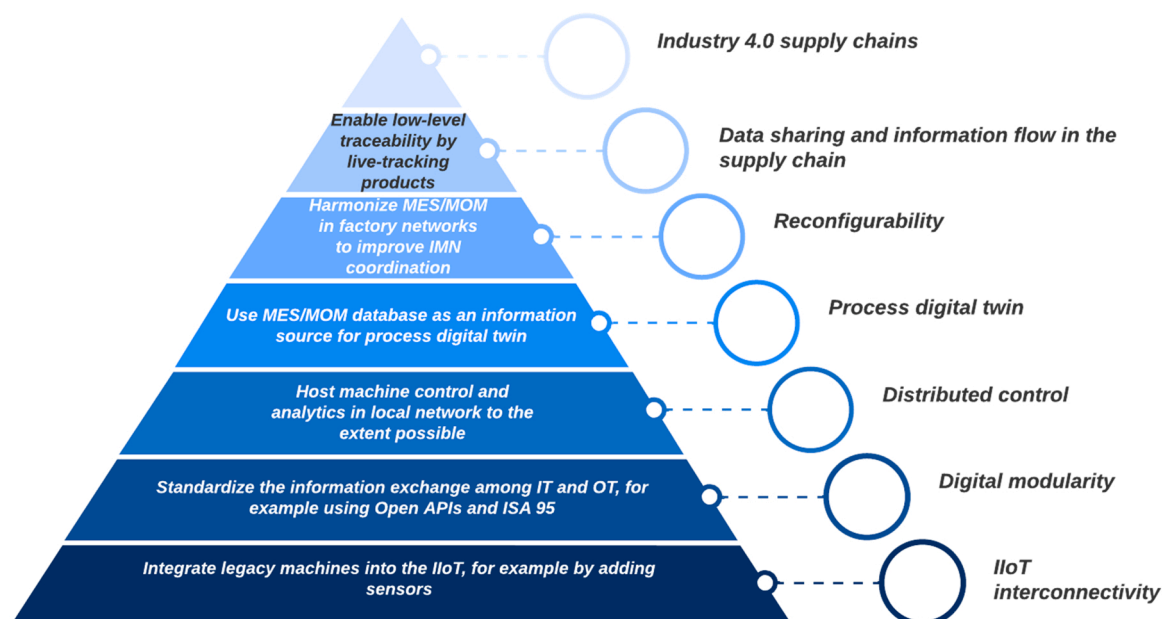 Industry 4.0 supply chains
Enable low-level
traceability by
live-tracking
products
Data sharing and information flow in the
supply chain
Harmonize MES/MOM
in factory networks
to improve IMN
coordination
Reconfigurability
Use MES/MOM database as an information
source for process digital twin
Process digital twin
Host machine control and
analytics in local network to the
extent possible
Distributed control
Standardize the information exchange among IT and OT, for
example using Open APIs and ISA 95
Digital modularity
Integrate legacy machines into the IIoT, for example by adding
sensors
IIoT
interconnectivity